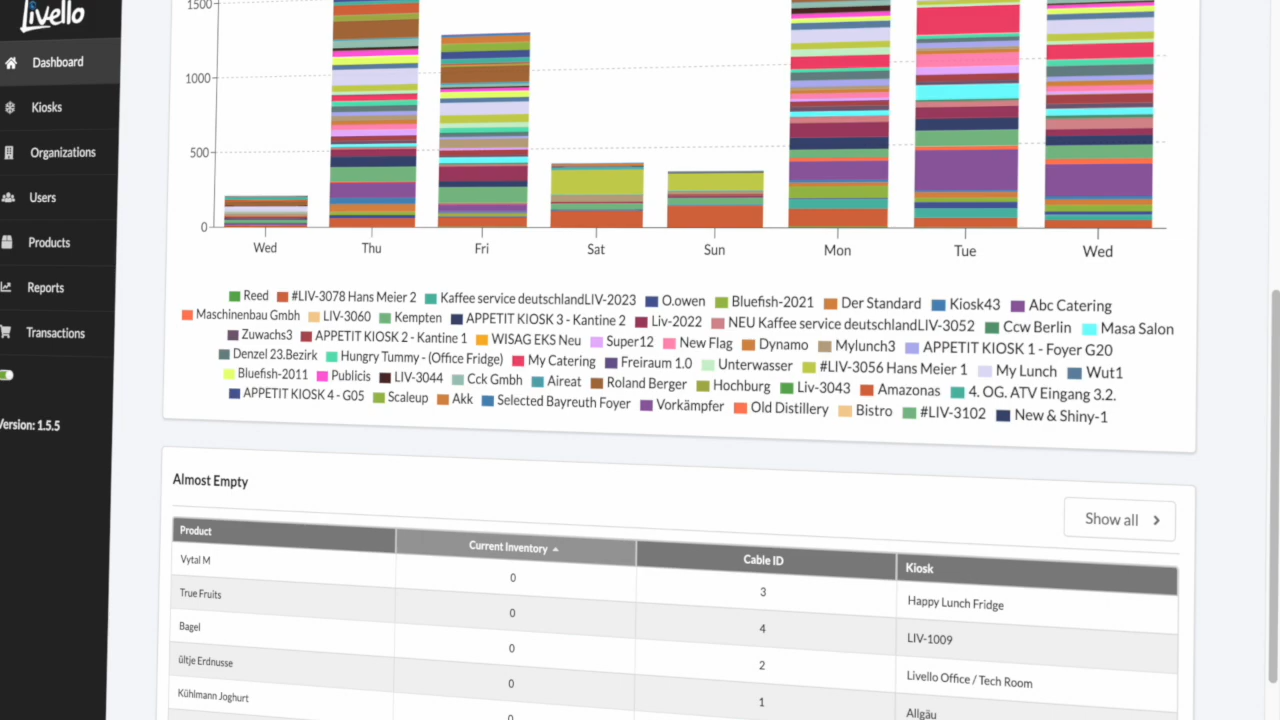 Livello
Dashboard
Kiosks
Organizations
Users
Products
Reports
Transactions
Version: 1.5.5
1500
1000
500
0
Wed Thu Fri Sat Sun Mon Tue Wed
Reed #LIV-3078 Hans Meier 2 Kaffee service deutschlandLIV-2023 O.owen Bluefish-2021 Der Standard Kiosk43 Abc Catering
Maschinenbau Gmbh LIV-3060 Kempten APPETIT KIOSK 3 - Kantine 2 Liv-2022 NEU Kaffee service deutschlandLIV-3052 Ccw Berlin Masa Salon
Zuwachs3 APPETIT KIOSK 2 - Kantine 1 WISAG EKS Neu Super12 New Flag Dynamo Mylunch3 APPETIT KIOSK 1 - Foyer G20
Denzel 23.Bezirk Hungry Tummy - (Office Fridge) My Catering Freiraum 1.0 Unterwasser #LIV-3056 Hans Meier 1 My Lunch Wut1
Bluefish-2011 Publicis LIV-3044 Cck Gmbh Aireat Roland Berger Hochburg Liv-3043 Amazonas 4. OG. ATV Eingang 3.2.
APPETIT KIOSK 4 - G05 Scaleup Akk Selected Bayreuth Foyer Vorkämpfer Old Distillery Bistro #LIV-3102 New & Shiny-1
Almost Empty
Show all
Product Current Inventory Cable ID Kiosk
Vytal M 0 3 Happy Lunch Fridge
True Fruits 0 4 LIV-1009
Bagel 0 2 Livello Office / Tech Room
ültje Erdnusse 0 1 Allgäu
Kühlmann Joghurt 0